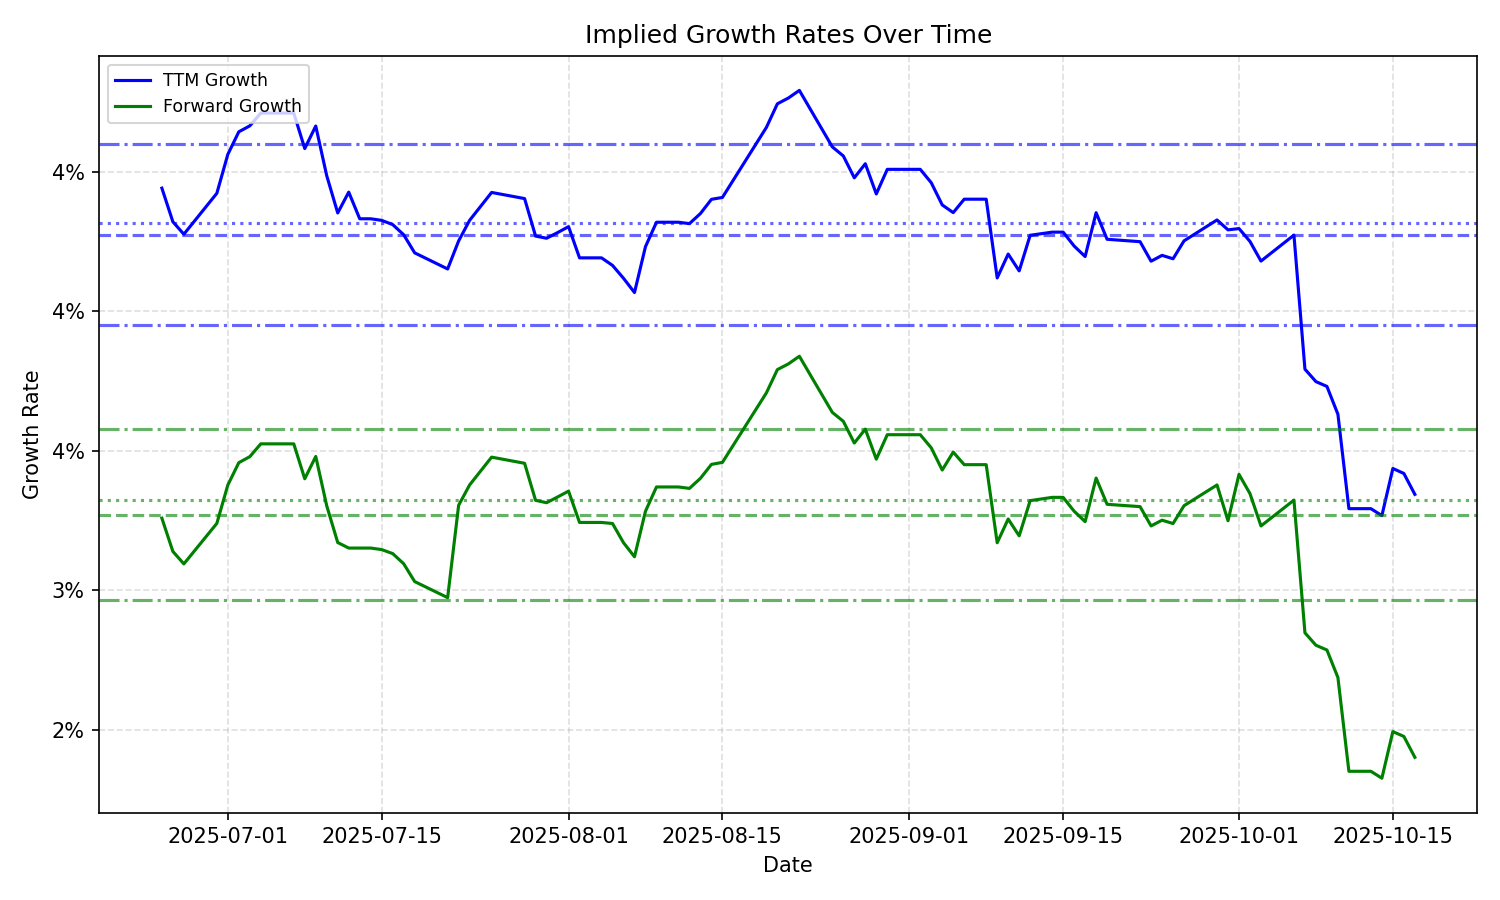 Implied Growth Rates Over Time
TTM Growth
Forward Growth
4%
4%
4%
3%
2%
Growth Rate
2025-07-01 2025-07-15 2025-08-01 2025-08-15 2025-09-01 2025-09-15 2025-10-01 2025-10-15
Date